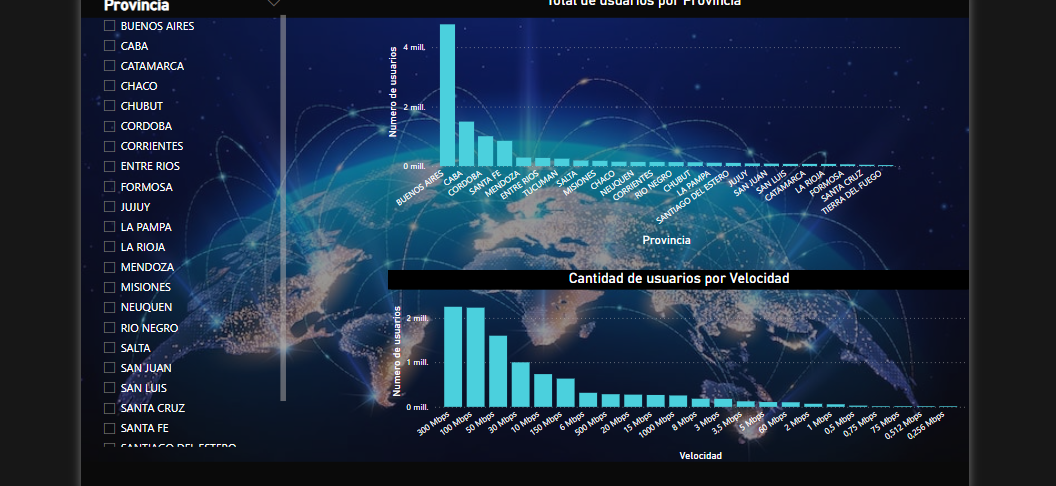 Provincia
BUENOS AIRES
CABA
CATAMARCA
CHACO
CHUBUT
CORDOBA
CORRIENTES
ENTRE RIOS
FORMOSA
JUJUY
LA PAMPA
LA RIOJA
MENDOZA
MISIONES
NEUQUEN
RIO NEGRO
SALTA
SAN JUAN
SAN LUIS
SANTA CRUZ
SANTA FE
SANTIAGO DEL ESTERO
Total de usuarios por Provincia
Numero de usuarios
4 mill.
2 mill.
0 mill.
BUENOS AIRES
CABA
CORDOBA
SANTA FE
MENDOZA
ENTRE RIOS
TUCUMAN
SALTA
MISIONES
CHACO
NEUQUEN
CORRIENTES
RIO NEGRO
CHUBUT
LA PAMPA
SANTIAGO DEL ESTERO
JUJUY
SAN JUAN
SAN LUIS
CATAMARCA
LA RIOJA
FORMOSA
SANTA CRUZ
TIERRA DEL FUEGO
Provincia
Cantidad de usuarios por Velocidad
Numero de usuarios
2 mill.
1 mill.
0 mill.
300 Mbps
100 Mbps
50 Mbps
30 Mbps
10 Mbps
150 Mbps
6 Mbps
500 Mbps
20 Mbps
15 Mbps
1000 Mbps
8 Mbps
3 Mbps
3,5 Mbps
5 Mbps
60 Mbps
2 Mbps
1 Mbps
0,5 Mbps
0,75 Mbps
75 Mbps
0,512 Mbps
0,256 Mbps
Velocidad